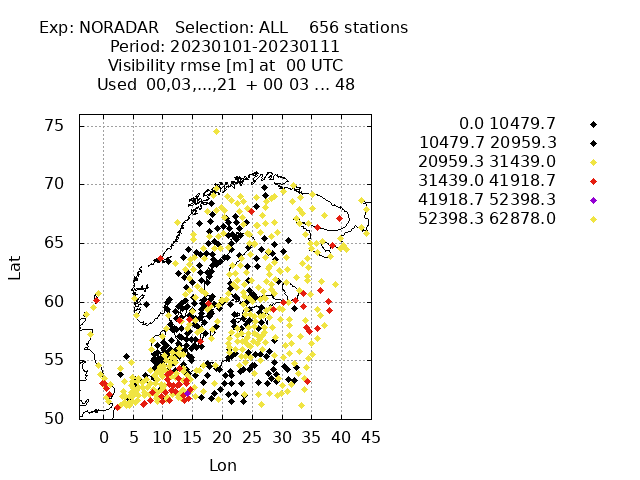 Exp: NORADAR   Selection: ALL    656 stations
Period: 20230101-20230111
Visibility rmse [m] at  00 UTC
Used  00,03,...,21  + 00 03 ... 48
0.0 10479.7
10479.7 20959.3
20959.3 31439.0
31439.0 41918.7
41918.7 52398.3
52398.3 62878.0
75
70
65
60
55
50
Lat
0 5 10 15 20 25 30 35 40 45
Lon